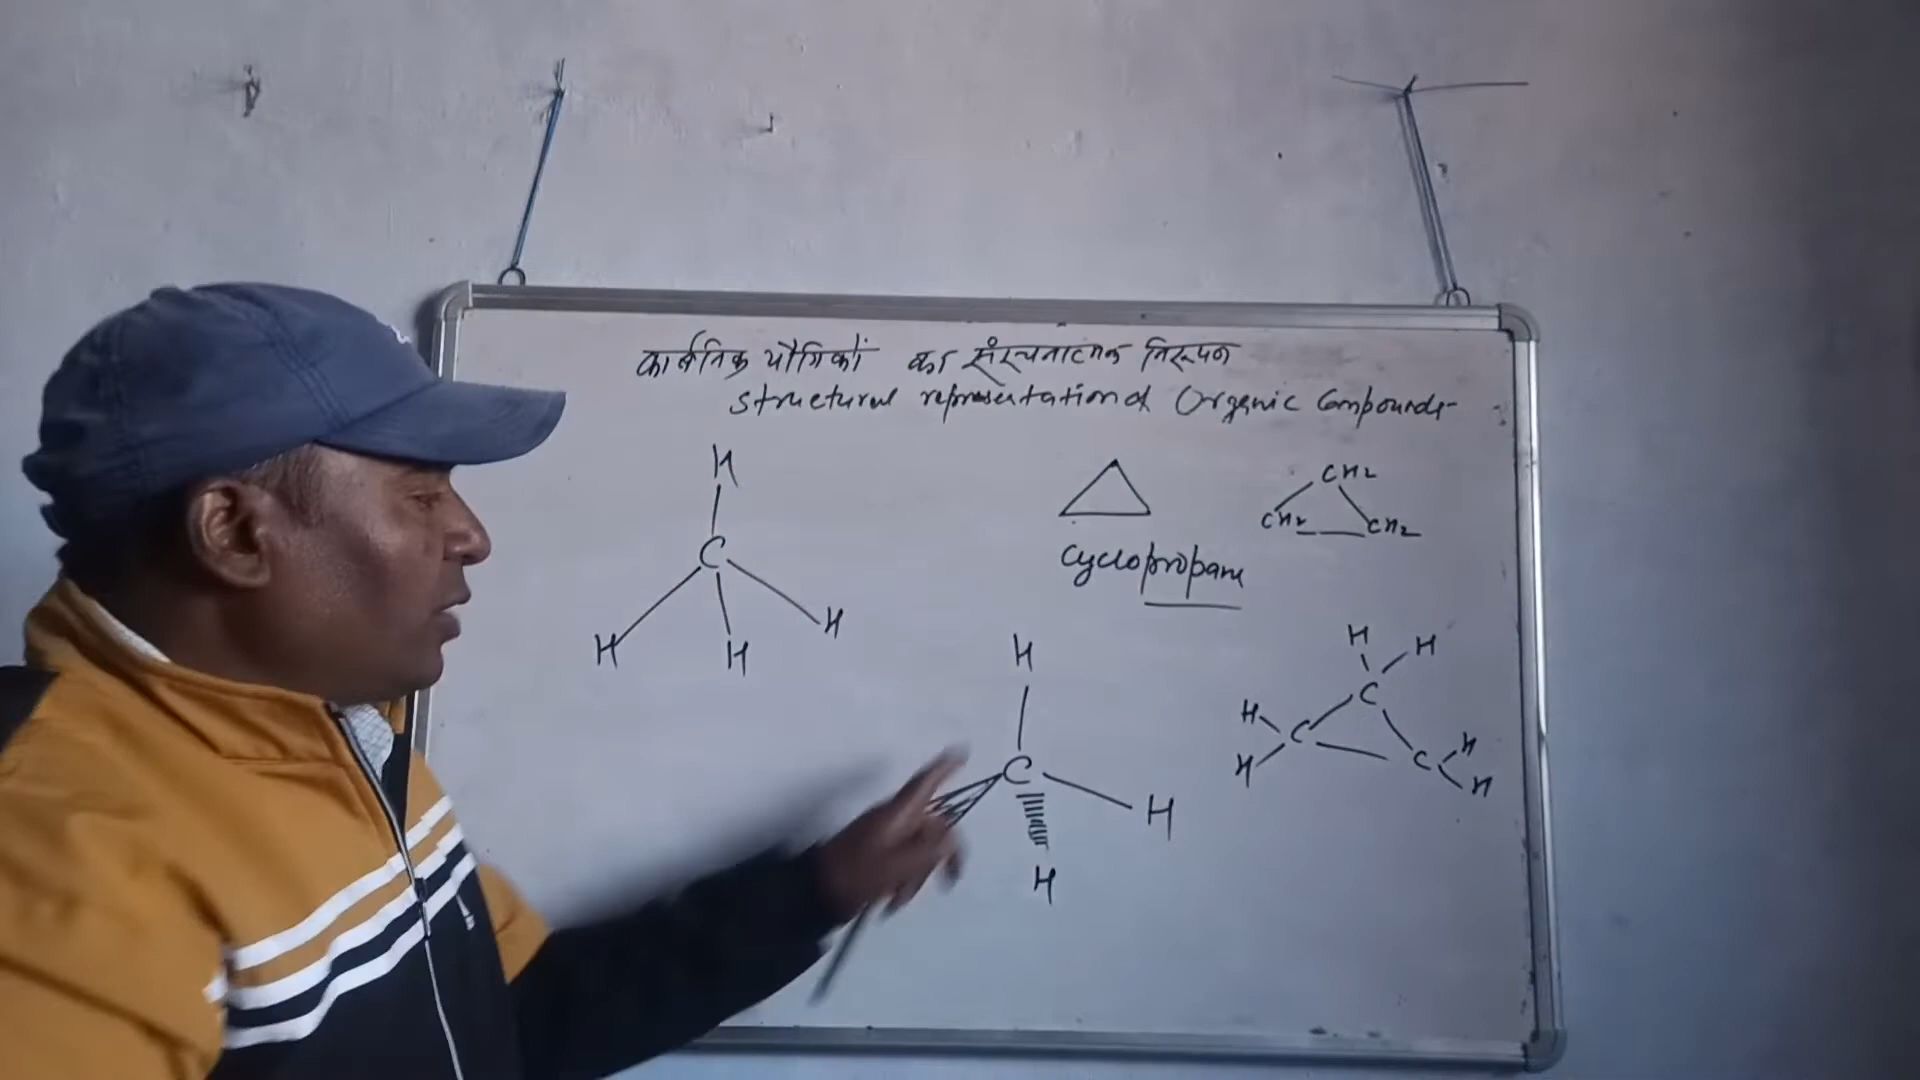 कार्बनिक यौगिकों का संरचनात्मक निरूपण
Structural representation of Organic Compounds
H
C
H H H
CH2
CH2 CH2
Cyclopropane
H
C
H
H
H H
C
H
H C
C H
H